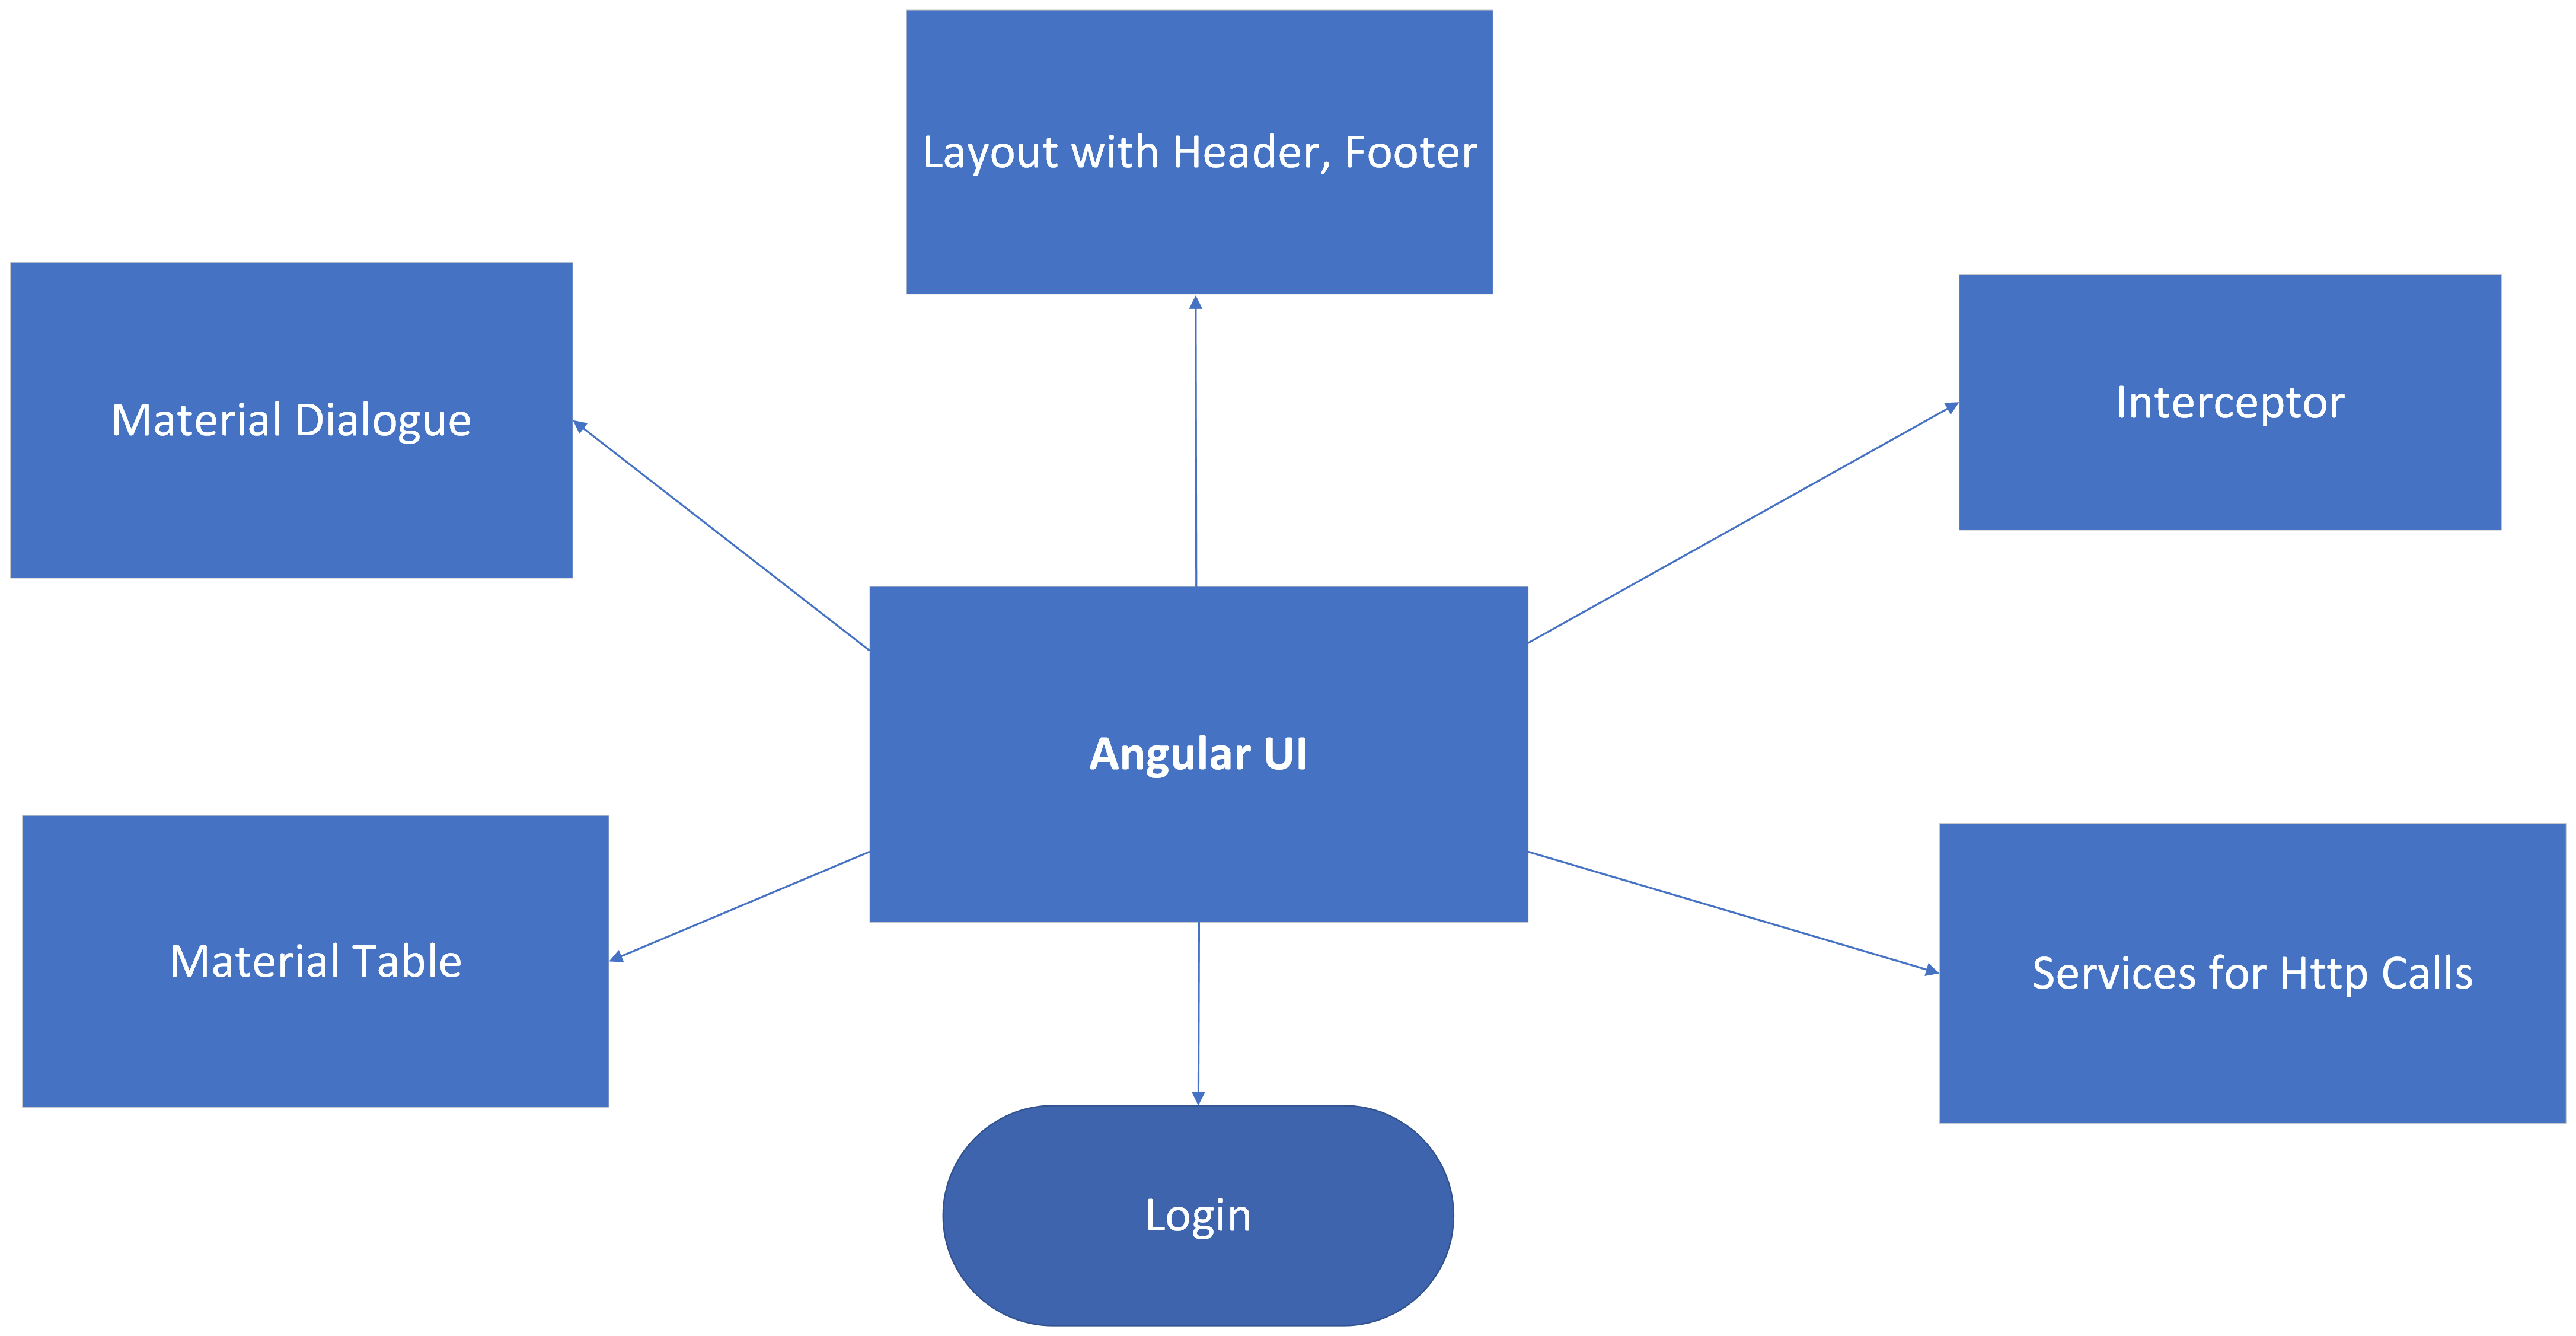 Layout with Header, Footer
Material Dialogue
Interceptor
Angular UI
Material Table
Services for Http Calls
Login